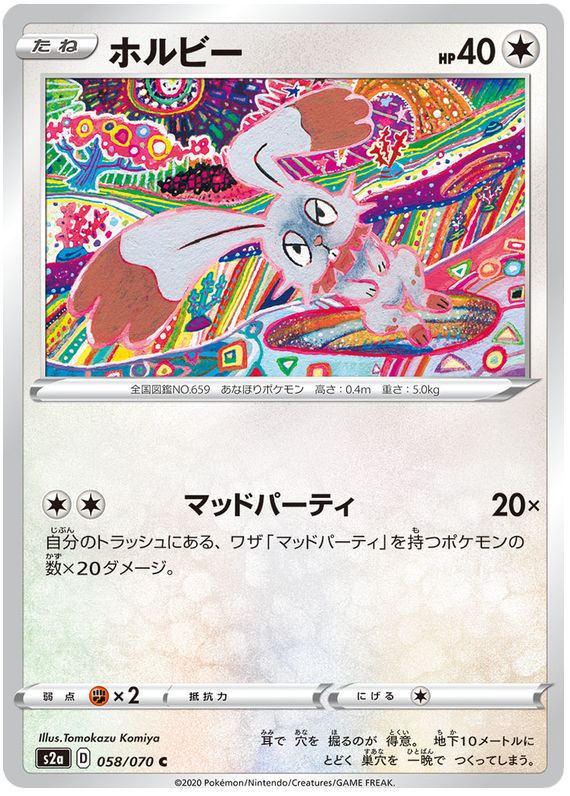 たね ホルビー HP40
全国図鑑NO.659 あなほりポケモン 高さ:0.4m 重さ:5.0kg
マッドパーティ 20×
自分のトラッシュにある、ワザ「マッドパーティ」を持つポケモンの
数×20ダメージ。
弱点 ×2 抵抗力 にげる
Illus.Tomokazu Komiya
s2a D 058/070 C
耳で 穴を 掘るのが 得意。 地下10メートルに
とどく 巣穴を 一晩で つくってしまう。
©2020 Pokémon/Nintendo/Creatures/GAME FREAK.